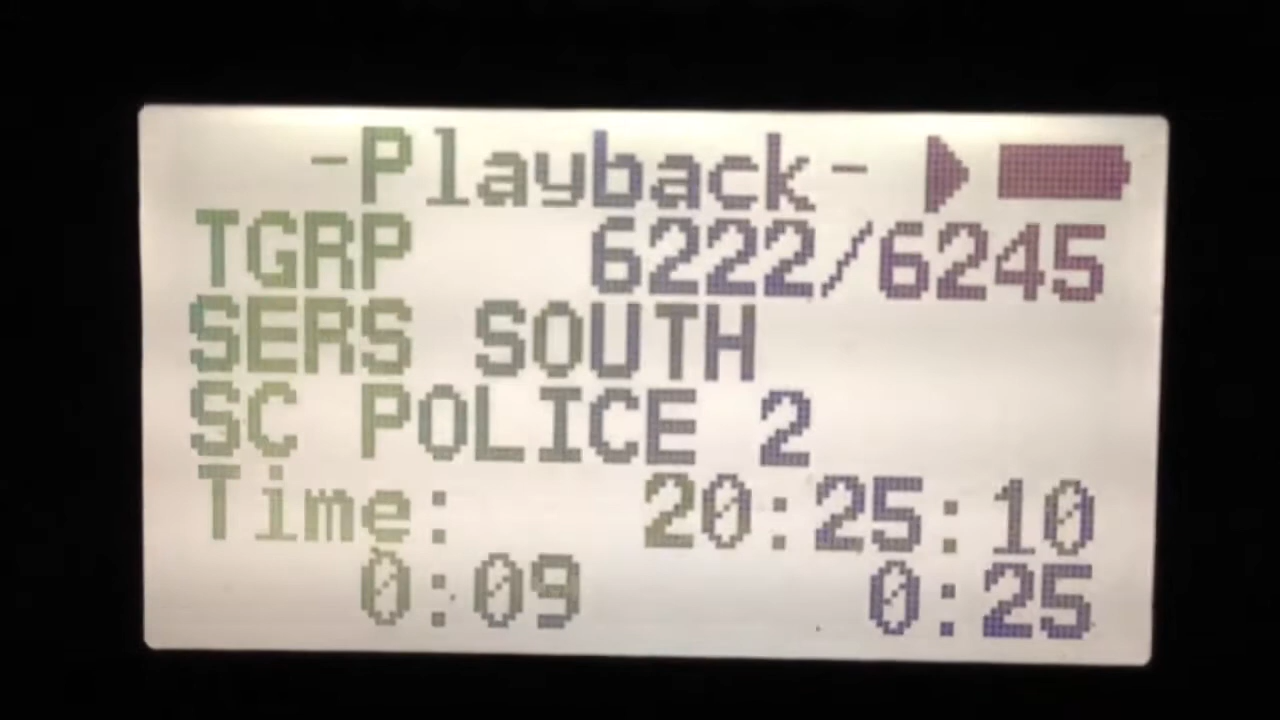 -Playback-
TGRP 6222/6245
SERS SOUTH
SC POLICE 2
Time: 20:25:10
0:09 0:25